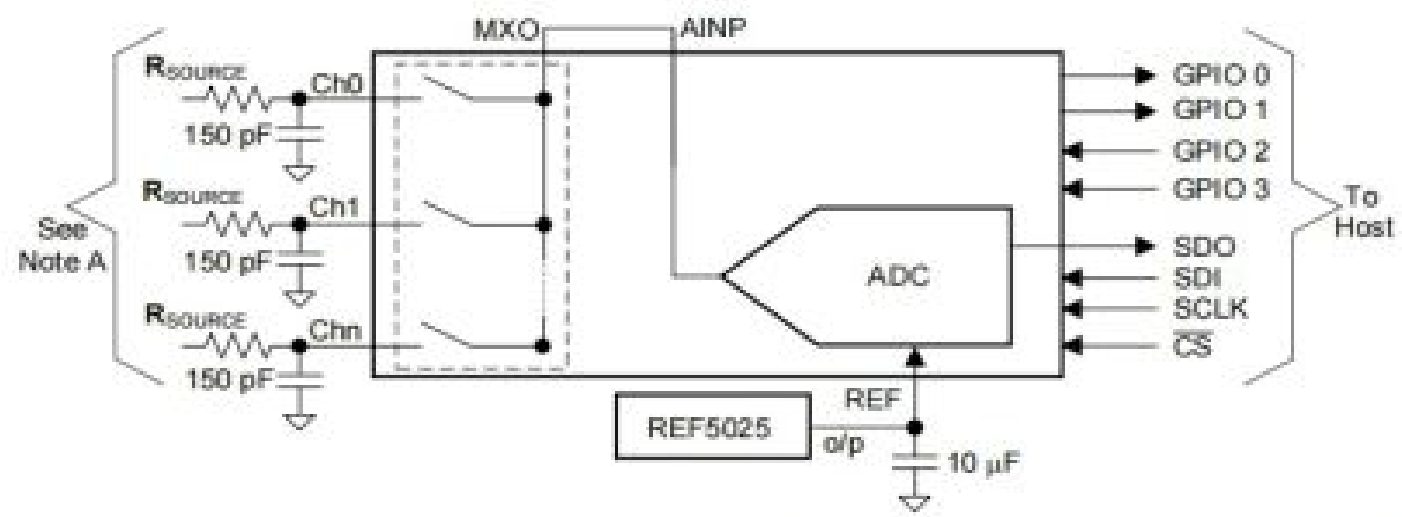 MXO
AINP
RSOURCE
Ch0
150 pF
RSOURCE
Ch1
150 pF
RSOURCE
Chn
150 pF
See
Note A
ADC
REF
REF5025
o/p
10 µF
GPIO 0
GPIO 1
GPIO 2
GPIO 3
SDO
SDI
SCLK
CS
To
Host